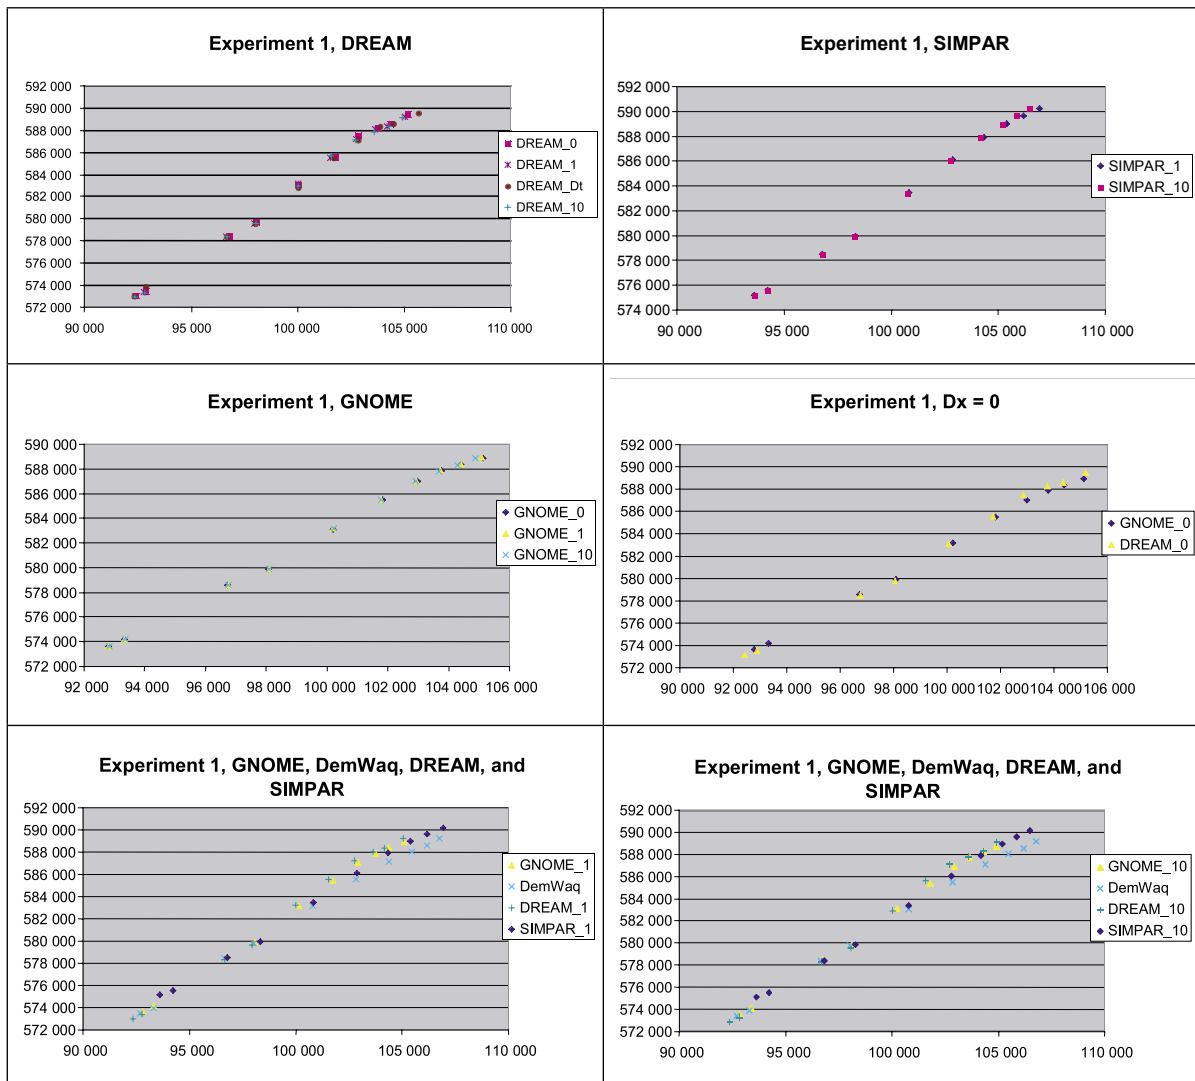 Experiment 1, DREAM
592 000
590 000
588 000
586 000
584 000
582 000
580 000
578 000
576 000
574 000
572 000
90 000 95 000 100 000 105 000 110 000
DREAM_0
DREAM_1
DREAM_Dt
DREAM_10
Experiment 1, SIMPAR
592 000
590 000
588 000
586 000
584 000
582 000
580 000
578 000
576 000
574 000
90 000 95 000 100 000 105 000 110 000
SIMPAR_1
SIMPAR_10
Experiment 1, GNOME
590 000
588 000
586 000
584 000
582 000
580 000
578 000
576 000
574 000
572 000
92 000 94 000 96 000 98 000 100 000 102 000 104 000 106 000
GNOME_0
GNOME_1
GNOME_10
Experiment 1, Dx = 0
592 000
590 000
588 000
586 000
584 000
582 000
580 000
578 000
576 000
574 000
572 000
90 000 92 000 94 000 96 000 98 000 100 000 102 000 104 000 106 000
GNOME_0
DREAM_0
Experiment 1, GNOME, DemWaq, DREAM, and
SIMPAR
592 000
590 000
588 000
586 000
584 000
582 000
580 000
578 000
576 000
574 000
572 000
90 000 95 000 100 000 105 000 110 000
GNOME_1
DemWaq
DREAM_1
SIMPAR_1
Experiment 1, GNOME, DemWaq, DREAM, and
SIMPAR
592 000
590 000
588 000
586 000
584 000
582 000
580 000
578 000
576 000
574 000
572 000
90 000 95 000 100 000 105 000 110 000
GNOME_10
DemWaq
DREAM_10
SIMPAR_10